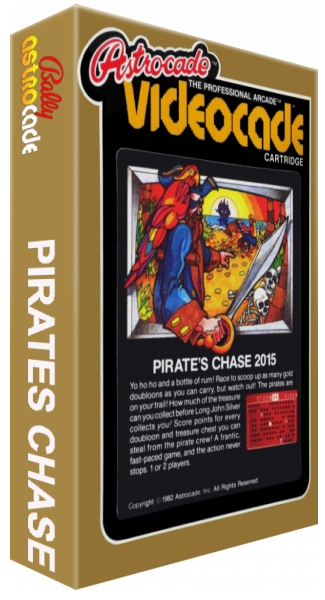 Bally
astrocade
PIRATES CHASE
Astrocade™
THE PROFESSIONAL ARCADE™
VIDEOCADE
CARTRIDGE
PIRATE'S CHASE 2015
Yo ho ho and a bottle of rum! Race to scoop up as many gold
doubloons as you can carry, but watch out! The pirates are
on your trail! How much of the treasure
can you collect before Long John Silver
collects you! Score points for every
doubloon and treasure chest you can
steal from the pirate crew! A frantic,
fast-paced game, and the action never
stops. 1 or 2 players.
Copyright © 1982 Astrocade, Inc. All Rights Reserved